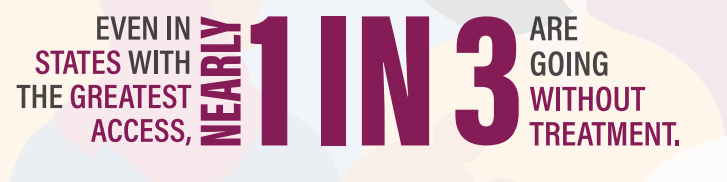 EVEN IN
STATES WITH
THE GREATEST
ACCESS,
NEARLY
1 IN 3
ARE
GOING
WITHOUT
TREATMENT.